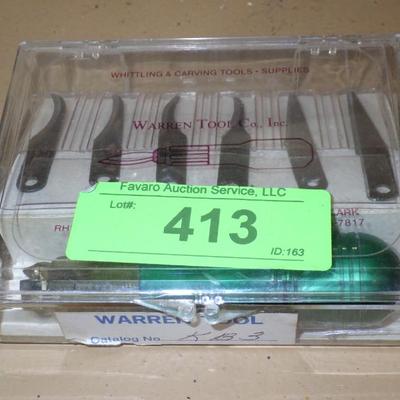 WHITTLING & CARVING TOOLS • SUPPLIES
WARREN TOOL Co., Inc.
Favaro Auction Service, LLC
Lot#:
413
ID:163
RH
ARK
7817
WARREN TOOL
Catalog No. KB3